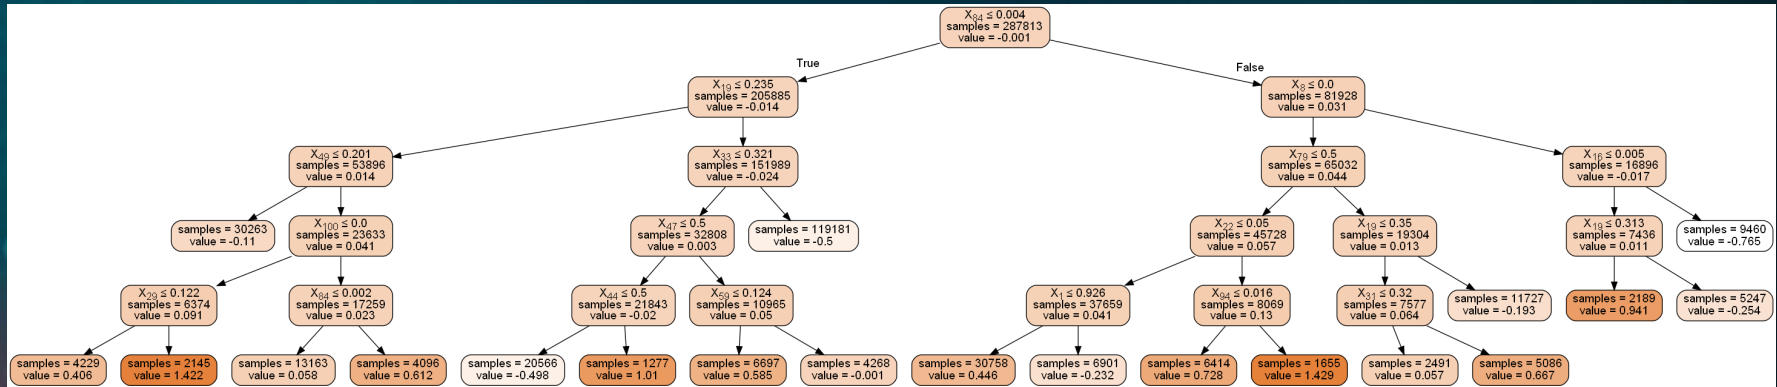 X84 ≤ 0.004
samples = 287813
value = -0.001
True
False
X19 ≤ 0.235
samples = 205885
value = -0.014
X8 ≤ 0.0
samples = 81928
value = 0.031
X49 ≤ 0.201
samples = 53896
value = 0.014
X33 ≤ 0.321
samples = 151989
value = -0.024
X79 ≤ 0.5
samples = 65032
value = 0.044
X16 ≤ 0.005
samples = 16896
value = -0.017
samples = 30263
value = -0.11
X100 ≤ 0.0
samples = 23633
value = 0.041
X47 ≤ 0.5
samples = 32808
value = 0.003
samples = 119181
value = -0.5
X22 ≤ 0.05
samples = 45728
value = 0.057
X19 ≤ 0.35
samples = 19304
value = 0.013
X19 ≤ 0.313
samples = 7436
value = 0.011
samples = 9460
value = -0.765
X29 ≤ 0.122
samples = 6374
value = 0.091
X84 ≤ 0.002
samples = 17259
value = 0.023
X44 ≤ 0.5
samples = 21843
value = -0.02
X59 ≤ 0.124
samples = 10965
value = 0.05
X1 ≤ 0.926
samples = 37659
value = 0.041
X94 ≤ 0.016
samples = 8069
value = 0.13
X31 ≤ 0.32
samples = 7577
value = 0.064
samples = 11727
value = -0.193
samples = 2189
value = 0.941
samples = 5247
value = -0.254
samples = 4229
value = 0.406
samples = 2145
value = 1.422
samples = 13163
value = 0.058
samples = 4096
value = 0.612
samples = 20566
value = -0.498
samples = 1277
value = 1.01
samples = 6697
value = 0.585
samples = 4268
value = -0.001
samples = 30758
value = 0.446
samples = 6901
value = -0.232
samples = 6414
value = 0.728
samples = 1655
value = 1.429
samples = 2491
value = 0.057
samples = 5086
value = 0.667